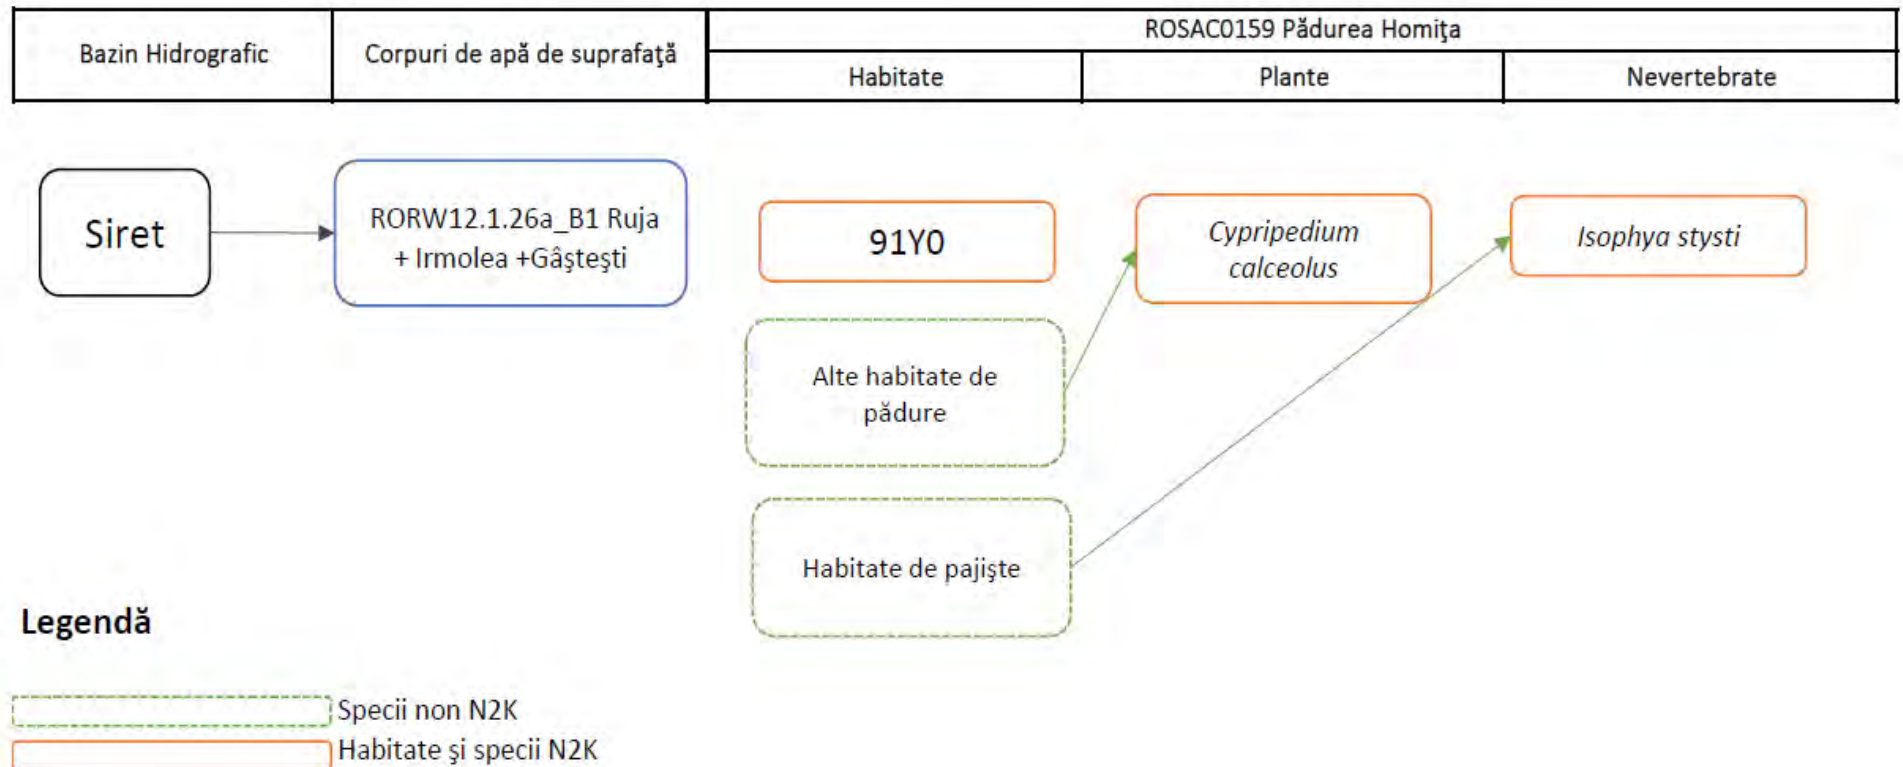 Bazin Hidrografic
Corpuri de apă de suprafaţă
ROSAC0159 Pădurea Homiţa
Habitate
Plante
Nevertebrate
Siret
RORW12.1.26a_B1 Ruja
+ Irmolea +Gâşteşti
91Y0
Cypripedium
calceolus
Isophya stysti
Alte habitate de
pădure
Habitate de pajişte
Legendă
Specii non N2K
Habitate şi specii N2K